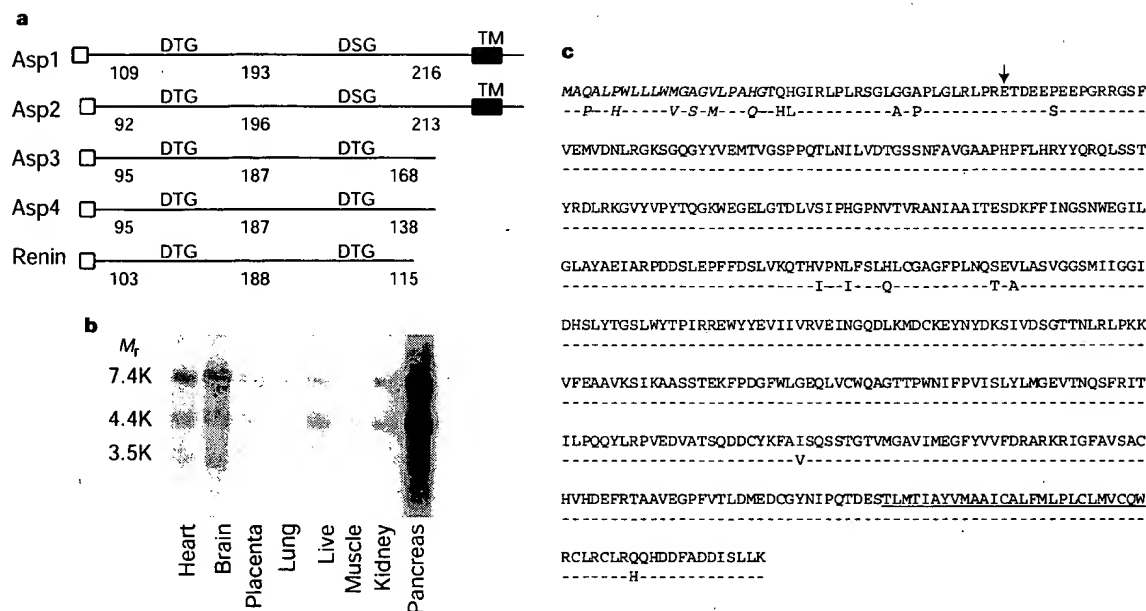 a
Asp1 DTG DSG TM
109 193 216
Asp2 DTG DSG TM
92 196 213
Asp3 DTG DTG
95 187 168
Asp4 DTG DTG
95 187 138
Renin DTG DTG
103 188 115
b
Mr
7.4K
4.4K
3.5K
Heart
Brain
Placenta
Lung
Live
Muscle
Kidney
Pancreas
c
MAQALPWLLLWMGAGVLPAHGTQHGIRLPLRSGLGGAPLGLRLPRETDEEPEEPGRRGSF
--P--H-----V-S-M---Q--HL----------A-P-------------S---------
VEMVDNLRGKSGQGYYVEMTVGSPPQTLNILVDTGSSNFAVGAAPHPFLHRYYQRQLSST
------------------------------------------------------------
YRDLRKGVYVPYTQGKWEGELGTDLVSIPHGPNVTVRANIAAITESDKFFINGSNWEGIL
------------------------------------------------------------
GLAYAEIARPDDSLEPFFDSLVKQTHVPNLFSLHLCGAGFPLNQSEVLASVGGSMIIGGI
--------------------------I--I---Q----------T-A-------------
DHSLYTGSLWYTPIRREWYYEVIIVRVEINGQDLKMDCKEYNYDKSIVDSGTTNLRLPKK
------------------------------------------------------------
VFEAAVKSIKAASSTEKFPDGFWLGEQLVCWQAGTTPWNIFPVISLYLMGEVTNQSFRIT
------------------------------------------------------------
ILPQQYLRPVEDVATSQDDCYKFAISQSSTGTVMGAVIMEGFYVVFDRARKRIGFAVSAC
------------------------V-----------------------------------
HVHDEFRTAAVEGPFVTLDMEDCGYNIPQTDESTLMTIAYVMAAICALFMLPLCLMVCQW
------------------------------------------------------------
RCLRCLRQQHDDFADDISLLK
-------H-------------